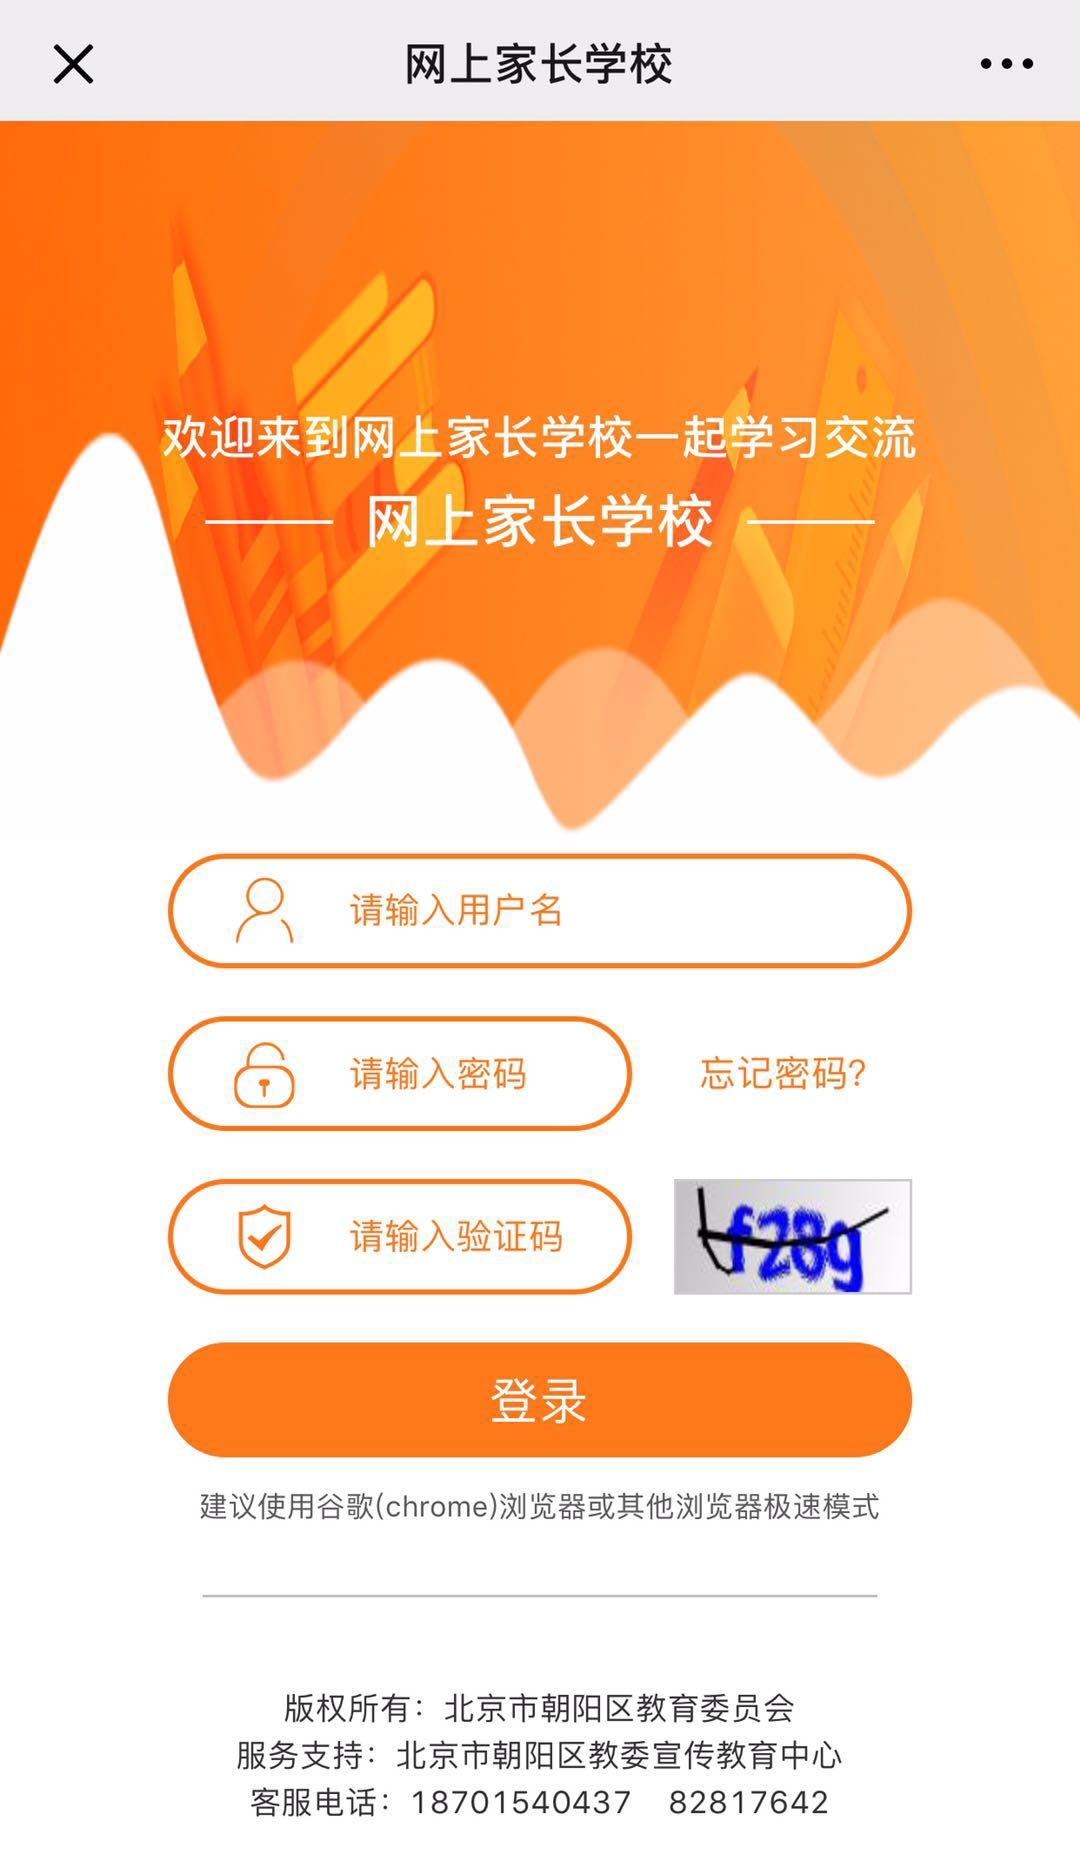 网上家长学校
欢迎来到网上家长学校一起学习交流
网上家长学校
请输入用户名
请输入密码
忘记密码?
请输入验证码
f28g
登录
建议使用谷歌(chrome)浏览器或其他浏览器极速模式
版权所有：北京市朝阳区教育委员会
服务支持：北京市朝阳区教委宣传教育中心
客服电话：18701540437 82817642